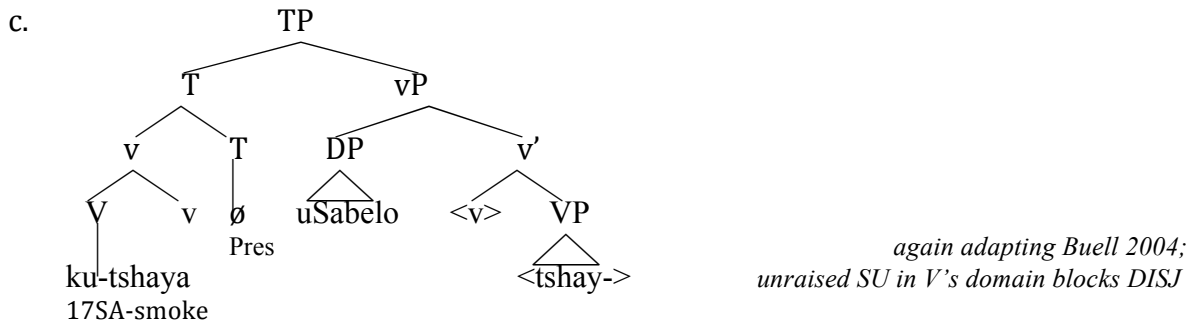 c. TP
T vP
v T DP v’
V v ø uSabelo <v> VP
Pres again adapting Buell 2004;
ku-tshaya <tshay-> unraised SU in V’s domain blocks DISJ
17SA-smoke